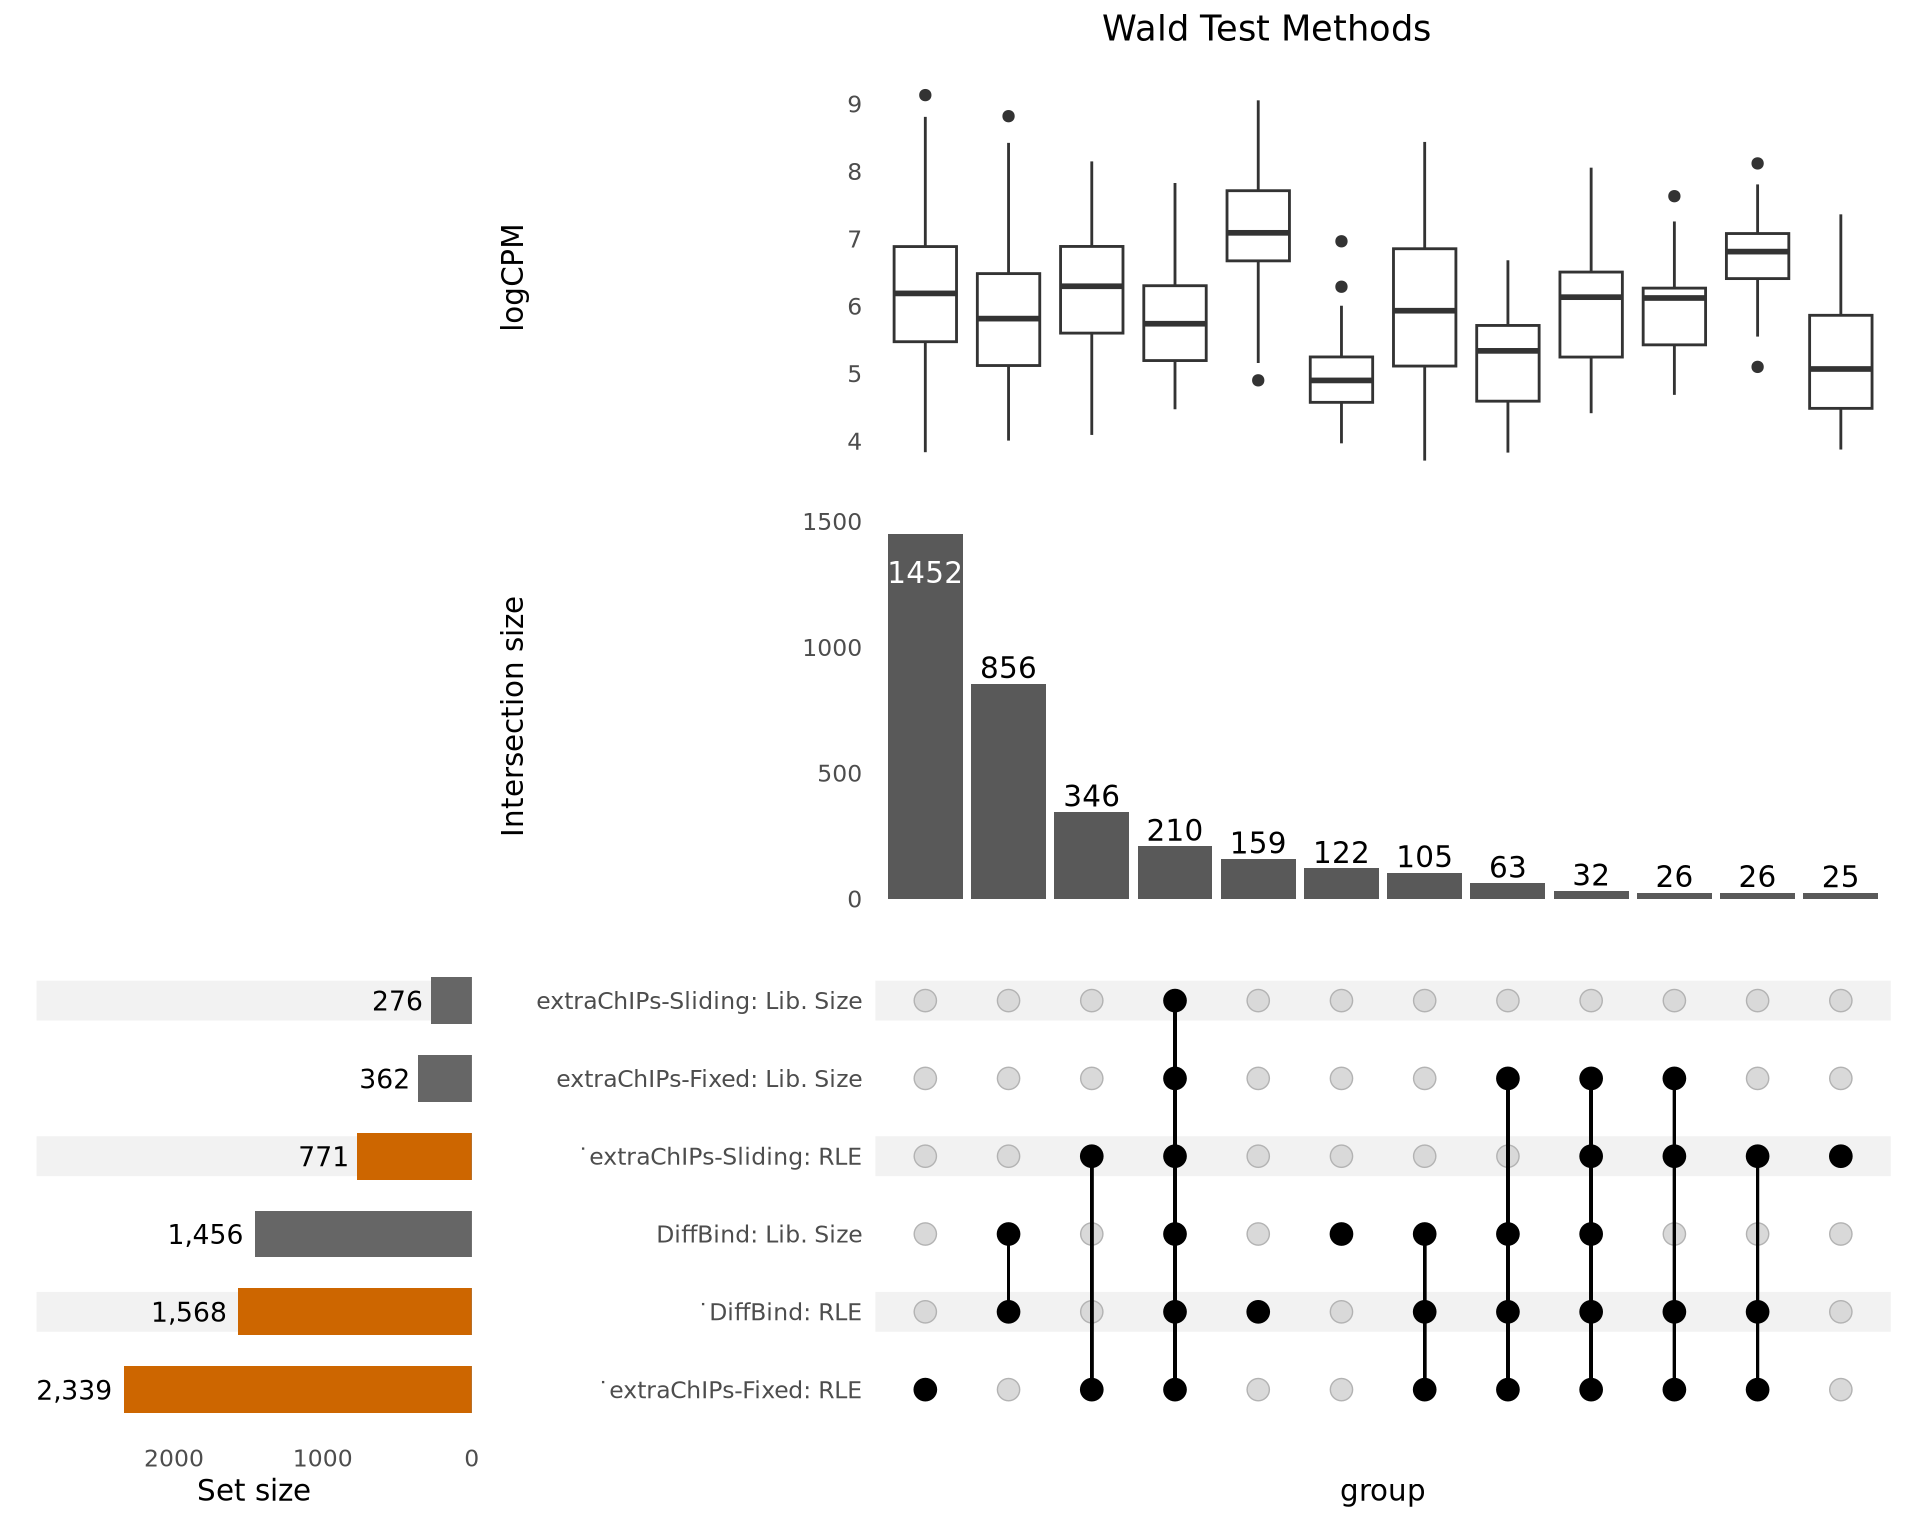 Wald Test Methods
logCPM
9
8
7
6
5
4
Intersection size
1500
1000
500
0
1452
856
346
210
159
122
105
63
32
26
26
25
276
362
771
1,456
1,568
2,339
2000
1000
0
Set size
extraChIPs-Sliding: Lib. Size
extraChIPs-Fixed: Lib. Size
˙extraChIPs-Sliding: RLE
DiffBind: Lib. Size
˙DiffBind: RLE
˙extraChIPs-Fixed: RLE
group